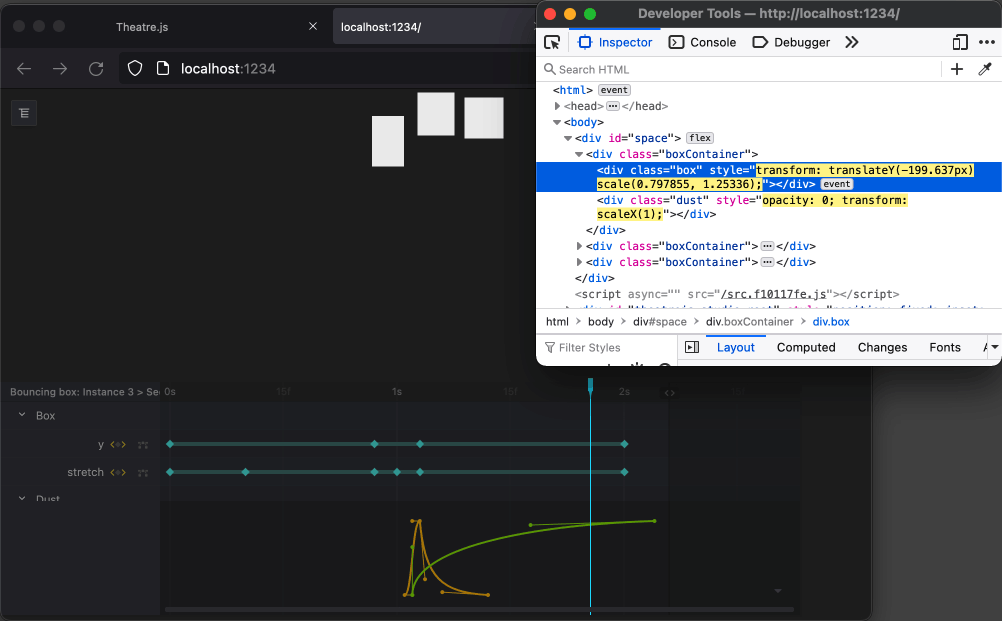 Theatre.js
localhost:1234/
localhost:1234
Developer Tools — http://localhost:1234/
Inspector
Console
Debugger
Search HTML
<html> event
<head> ••• </head>
<body>
<div id="space"> flex
<div class="boxContainer">
<div class="box" style="transform: translateY(-199.637px)
scale(0.797855, 1.25336);"></div> event
<div class="dust" style="opacity: 0; transform:
scaleX(1);"></div>
</div>
<div class="boxContainer"> ••• </div>
<div class="boxContainer"> ••• </div>
</div>
<script async="" src="/src.f10117fe.js"></script>
html > body > div#space > div.boxContainer > div.box
Filter Styles
Layout
Computed
Changes
Fonts
Bouncing box: Instance 3 > Se
0s
15f
1s
15f
2s
Box
y
stretch
Dust